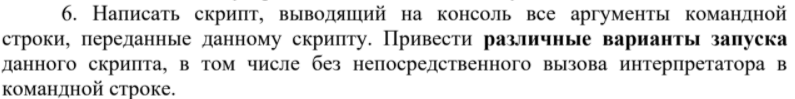 6. Написать скрипт, выводящий на консоль все аргументы командной
строки, переданные данному скрипту. Привести различные варианты запуска
данного скрипта, в том числе без непосредственного вызова интерпретатора в
командной строке.